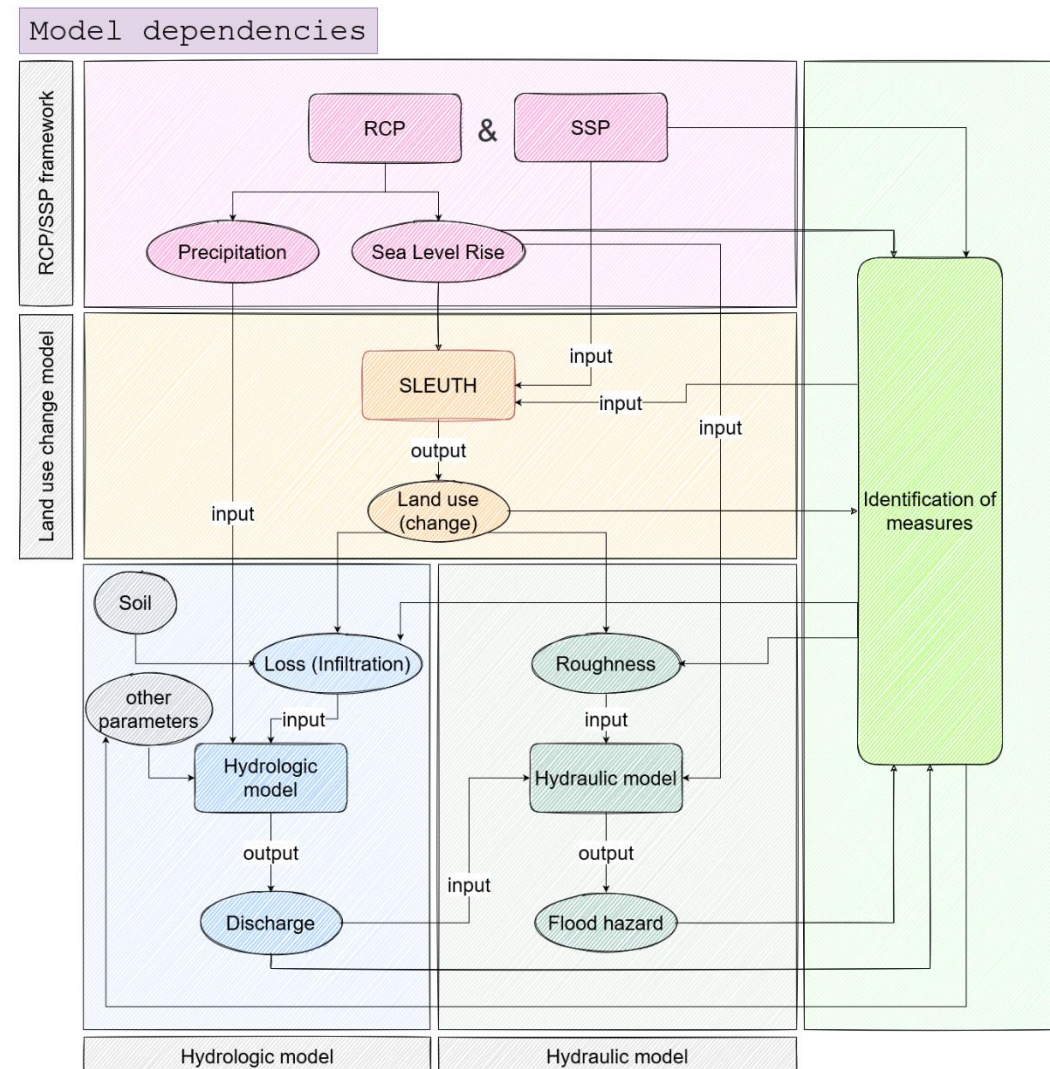 Model dependencies
RCP/SSP framework
RCP
&
SSP
Precipitation
Sea Level Rise
Land use change model
input
SLEUTH
input
input
output
Land use
(change)
input
Identification of
measures
Soil
Loss (Infiltration)
Roughness
other
parameters
input
input
Hydrologic
model
Hydraulic model
output
output
input
Discharge
Flood hazard
Hydrologic model
Hydraulic model